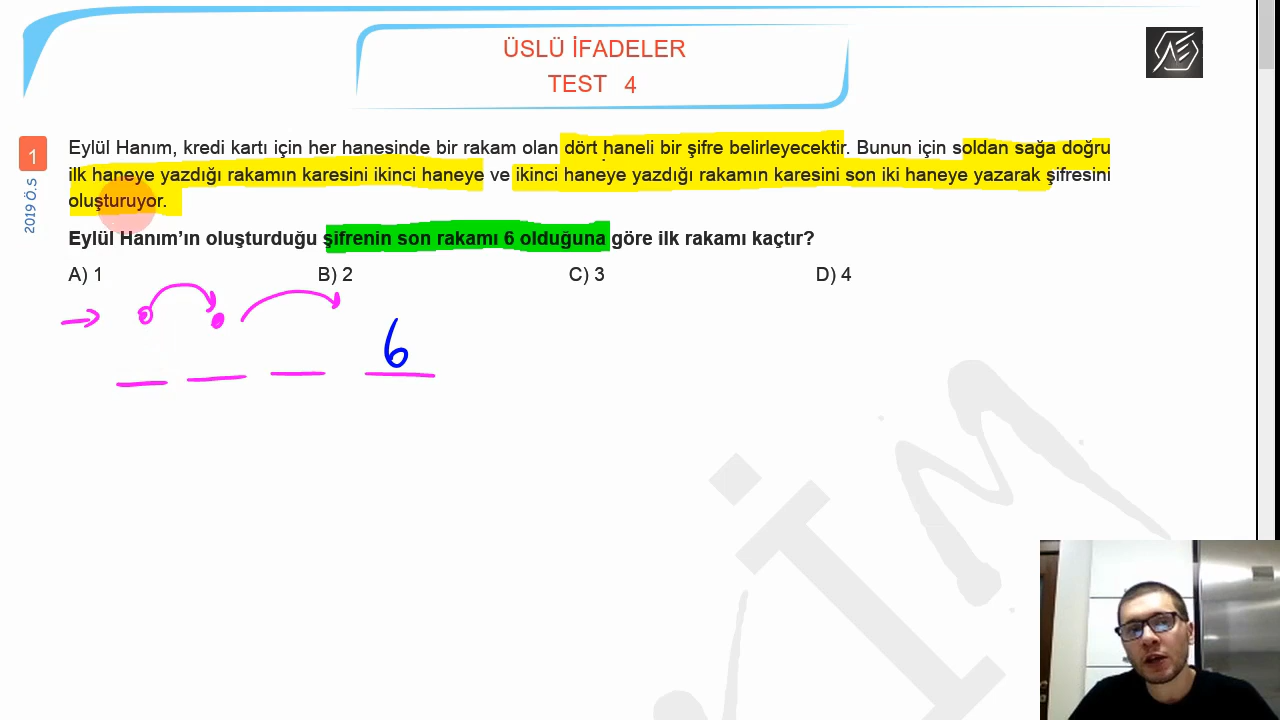 ÜSLÜ İFADELER
TEST 4
1
2019 Ö.S
Eylül Hanım, kredi kartı için her hanesinde bir rakam olan dört haneli bir şifre belirleyecektir. Bunun için soldan sağa doğru
ilk haneye yazdığı rakamın karesini ikinci haneye ve ikinci haneye yazdığı rakamın karesini son iki haneye yazarak şifresini
oluşturuyor.
Eylül Hanım’ın oluşturduğu şifrenin son rakamı 6 olduğuna göre ilk rakamı kaçtır?
A) 1 B) 2 C) 3 D) 4
6